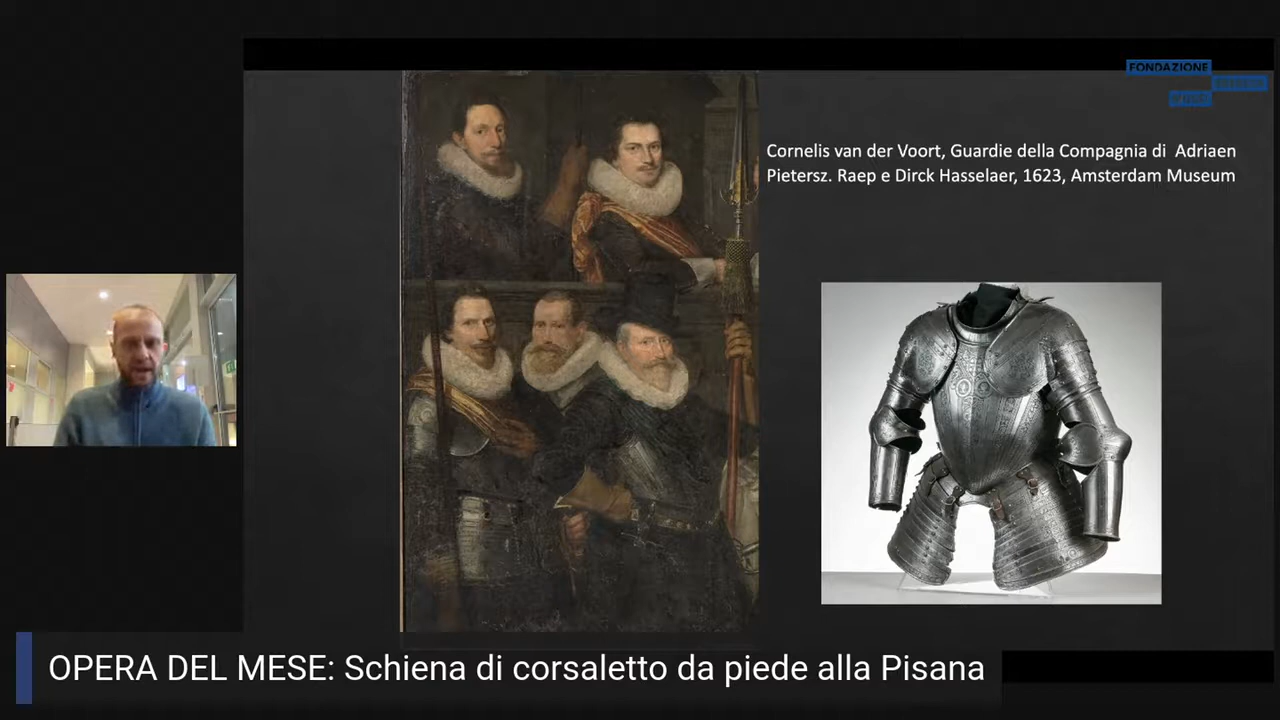 FONDAZIONE
Cornelis van der Voort, Guardie della Compagnia di Adriaen
Pietersz. Raep e Dirck Hasselaer, 1623, Amsterdam Museum
OPERA DEL MESE: Schiena di corsaletto da piede alla Pisana